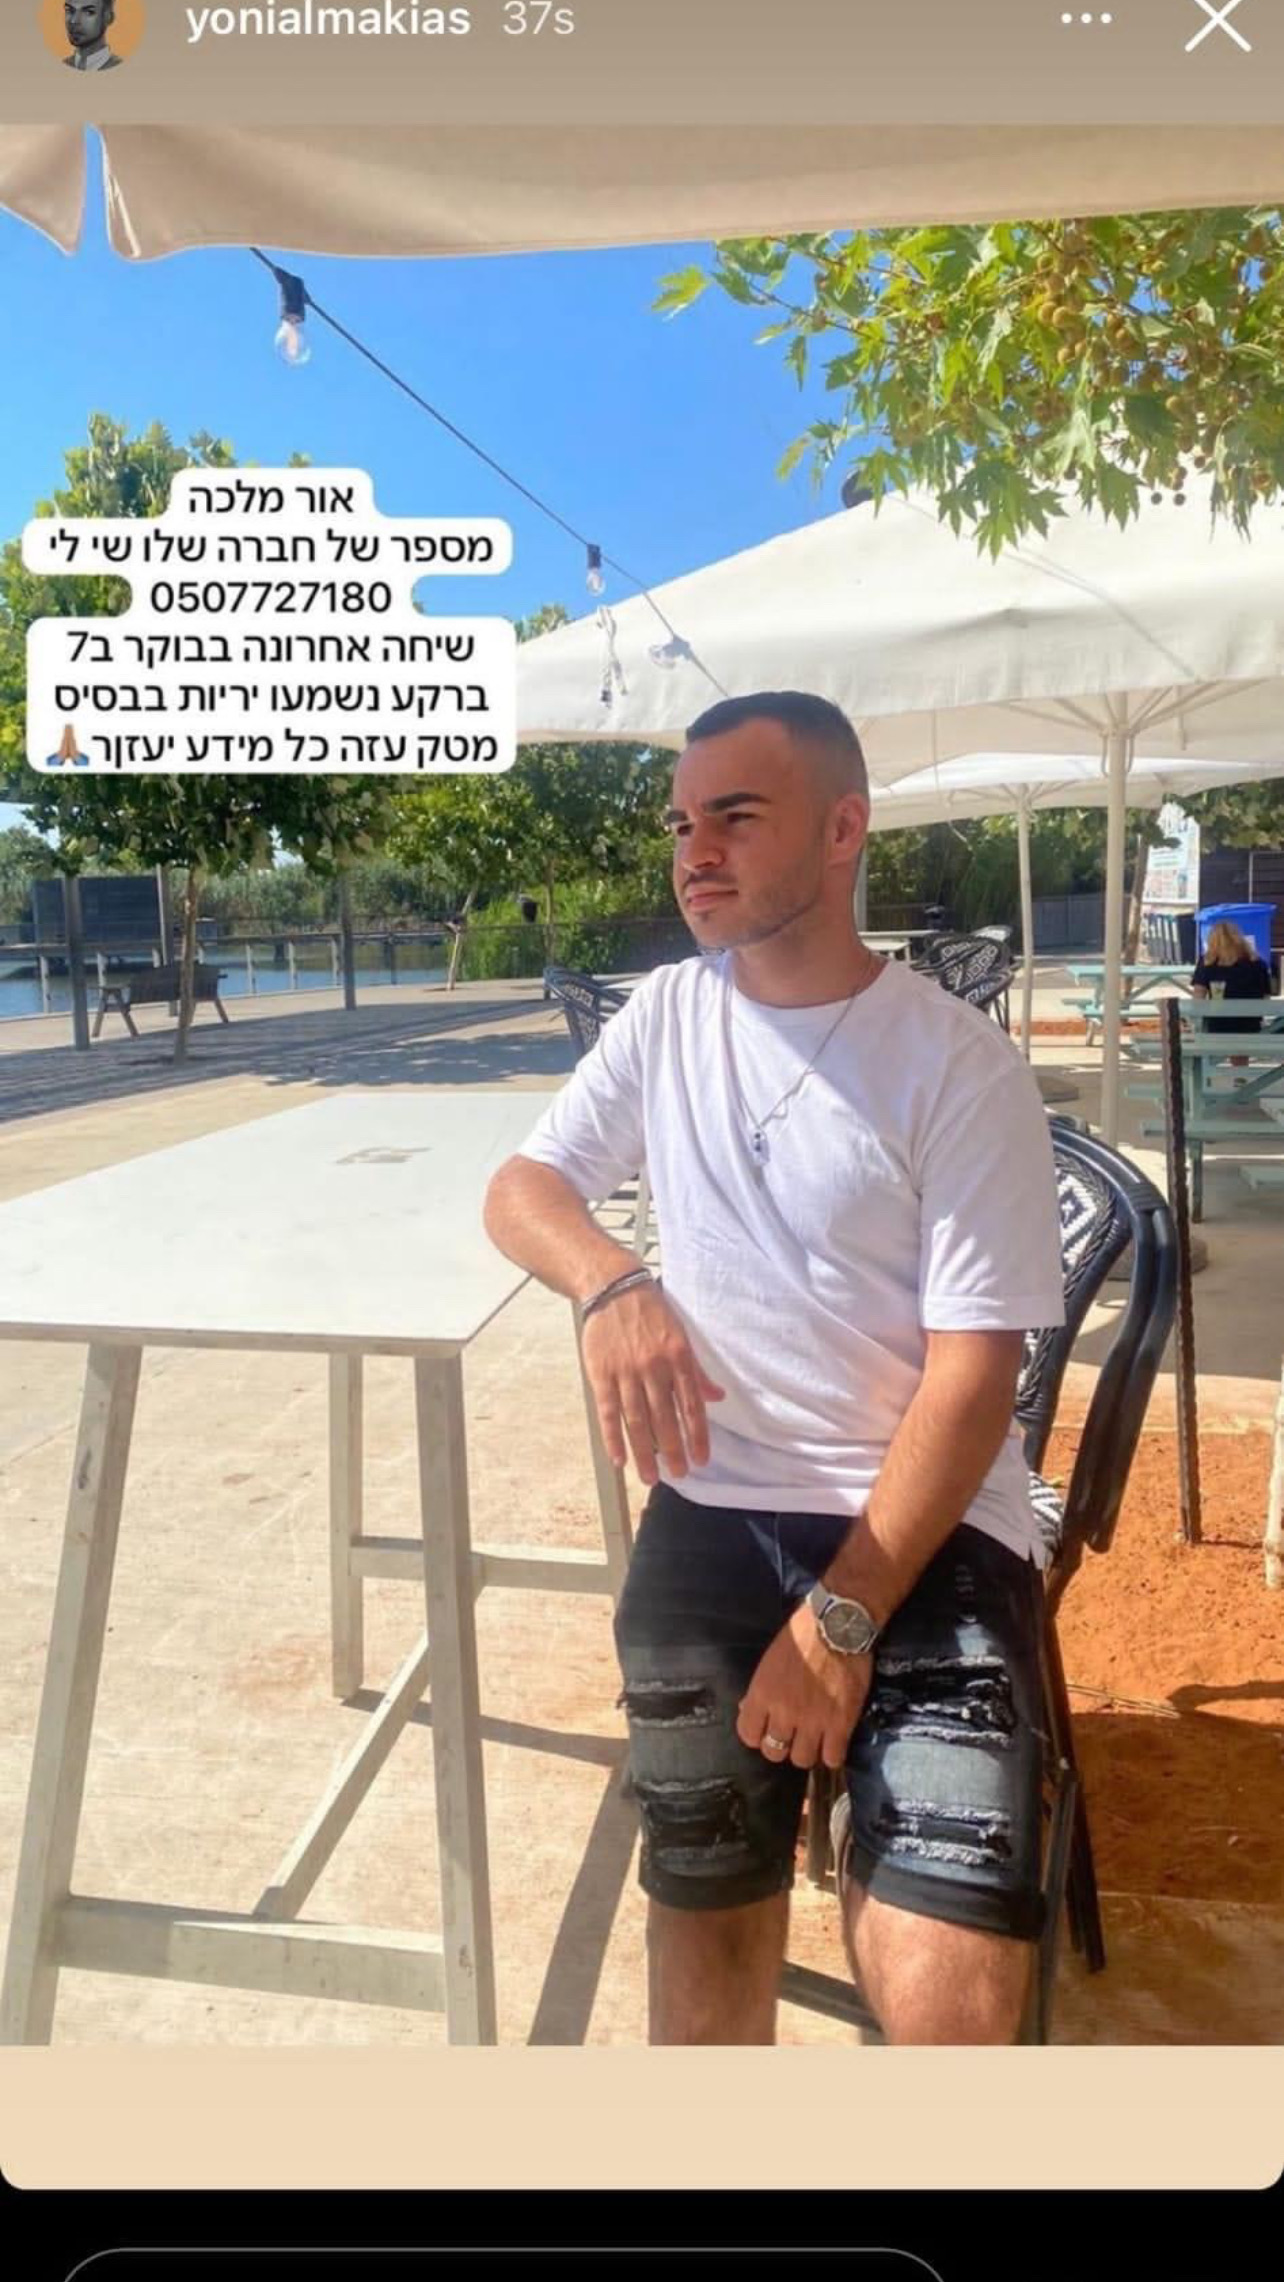 yonialmakias 37s
אור מלכה
מספר של חברה שלו שי לי
0507727180
שיחה אחרונה בבוקר ב7
ברקע נשמעו יריות בבסיס
מטק עזה כל מידע יעזןר🙏🏽